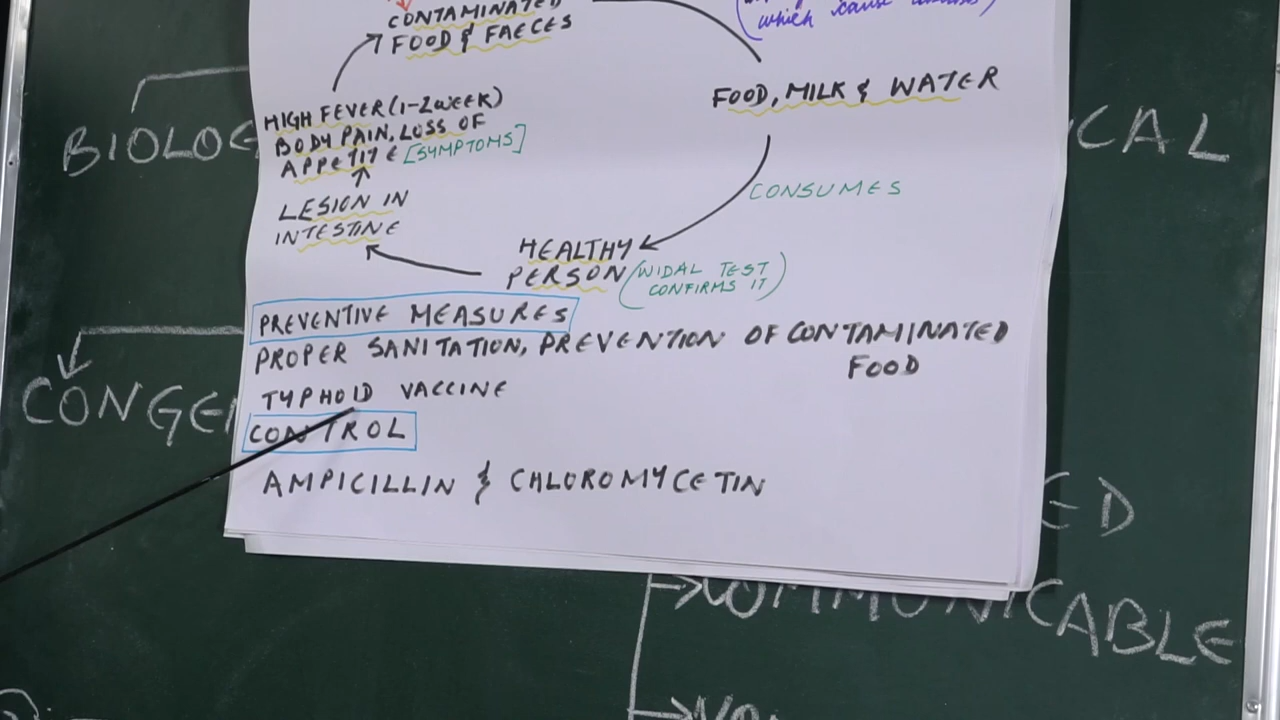 CONTAMINATED
FOOD & FAECES
which cause
HIGH FEVER (1-2 WEEK)
BODY PAIN, LOSS OF
APPETITE [SYMPTOMS]
FOOD, MILK & WATER
CONSUMES
LESION IN
INTESTINE
HEALTHY
PERSON (WIDAL TEST
CONFIRMS IT)
PREVENTIVE MEASURES
PROPER SANITATION, PREVENTION OF CONTAMINATED
FOOD
TYPHOID VACCINE
CONTROL
AMPICILLIN & CHLOROMYCETIN
BIOLOG
CAL
CONGE
ED
COMMUNICABLE